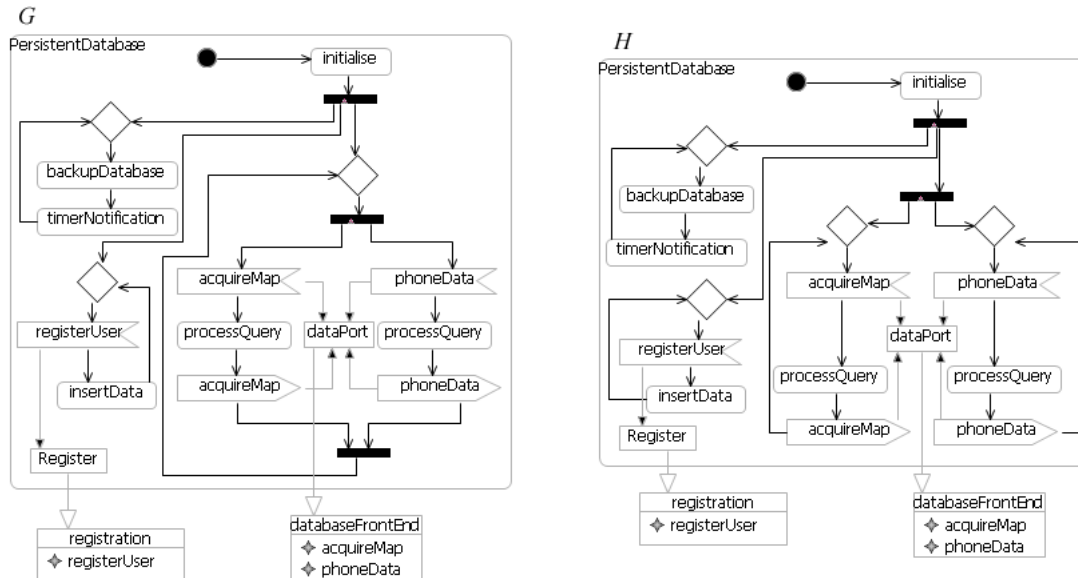 G
PersistentDatabase
initialise
backupDatabase
timerNotification
acquireMap
phoneData
registerUser
processQuery
dataPort
processQuery
insertData
acquireMap
phoneData
Register
registration
registerUser
databaseFrontEnd
acquireMap
phoneData
H
PersistentDatabase
initialise
backupDatabase
timerNotification
acquireMap
phoneData
registerUser
dataPort
processQuery
processQuery
insertData
acquireMap
phoneData
Register
registration
registerUser
databaseFrontEnd
acquireMap
phoneData